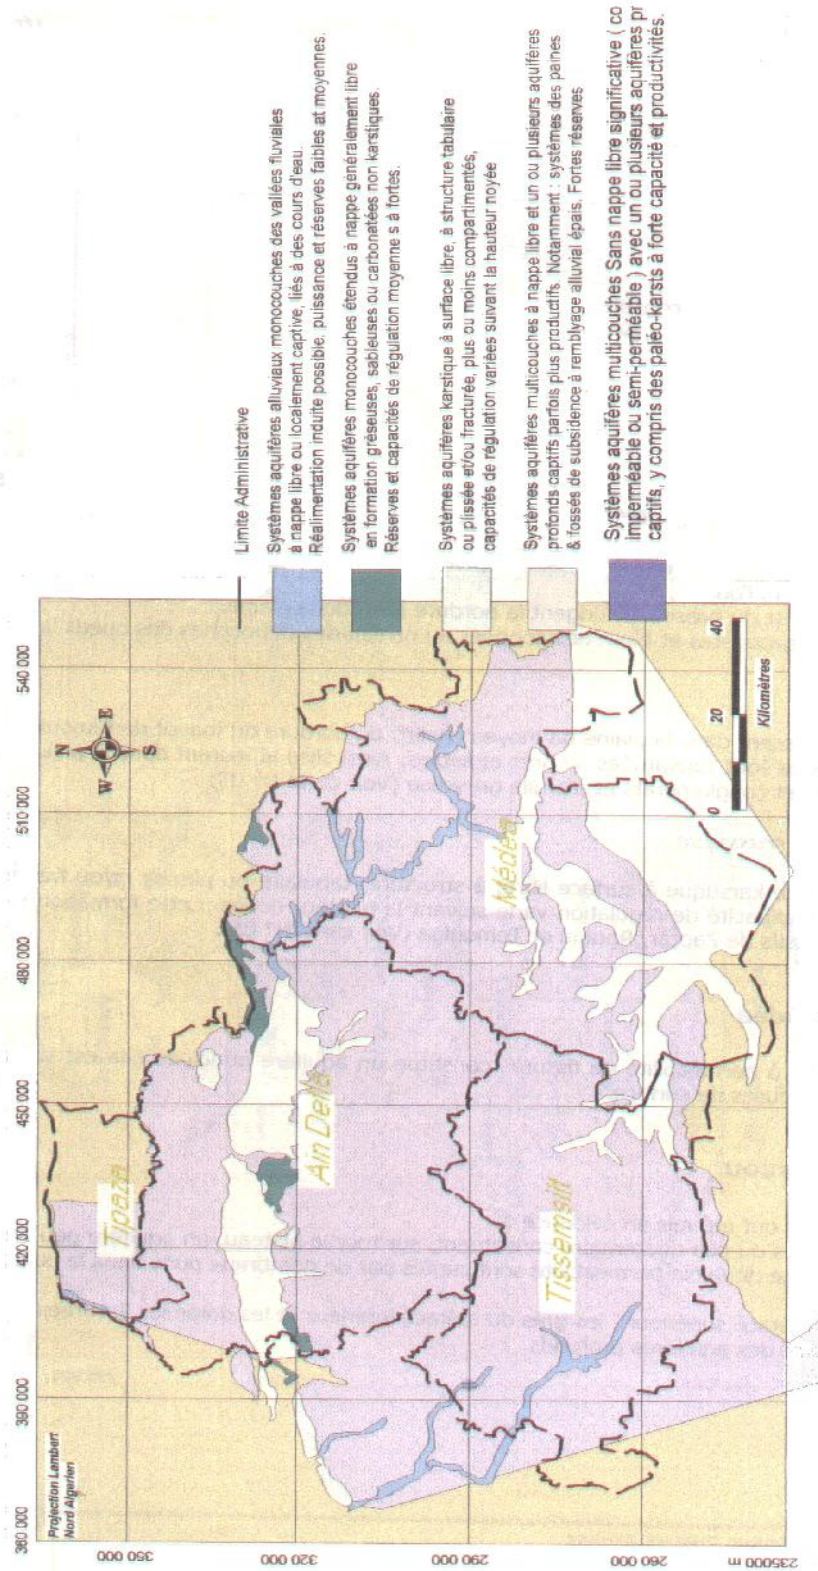 Projection Lambert
Nord Algerien
360 000
390 000
420 000
450 000
480 000
510 000
540 000
350 000
320 000
290 000
260 000
235000 m
N
W
E
S
Tipaza
Ain Defla
Médéa
Tissemsilt
0
20
40
Kilomètres
Limite Administrative
Systèmes aquifères alluviaux monocouches des vallées fluviales
à nappe libre ou localement captive, liés à des cours d'eau.
Réalimentation induite possible, puissance et réserves faibles at moyennes.
Systèmes aquifères monocouches étendus à nappe généralement libre
en formation gréseuses, sableuses ou carbonatées non karstiques.
Réserves et capacités de régulation moyenne s à fortes.
Systèmes aquifères karstique à surface libre, à structure tabulaire
ou plissée et/ou fracturée, plus ou moins compartimentés,
capacités de régulation variées suivant la hauteur noyée
Systèmes aquifères multicouches à nappe libre et un ou plusieurs aquifères
profonds captifs parfois plus productifs. Notamment : systèmes des paines
& fossés de subsidence à remblyage alluvial épais. Fortes réserves
Systèmes aquifères multicouches Sans nappe libre significative ( co
imperméable ou semi-perméable ) avec un ou plusieurs aquifères pr
captifs, y compris des paléo-karsts à forte capacité et productivités.